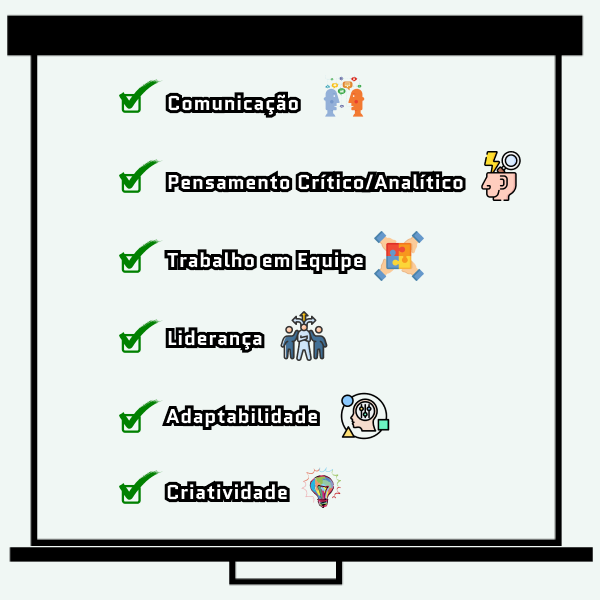 Comunicação
Pensamento Crítico/Analítico
Trabalho em Equipe
Liderança
Adaptabilidade
Criatividade